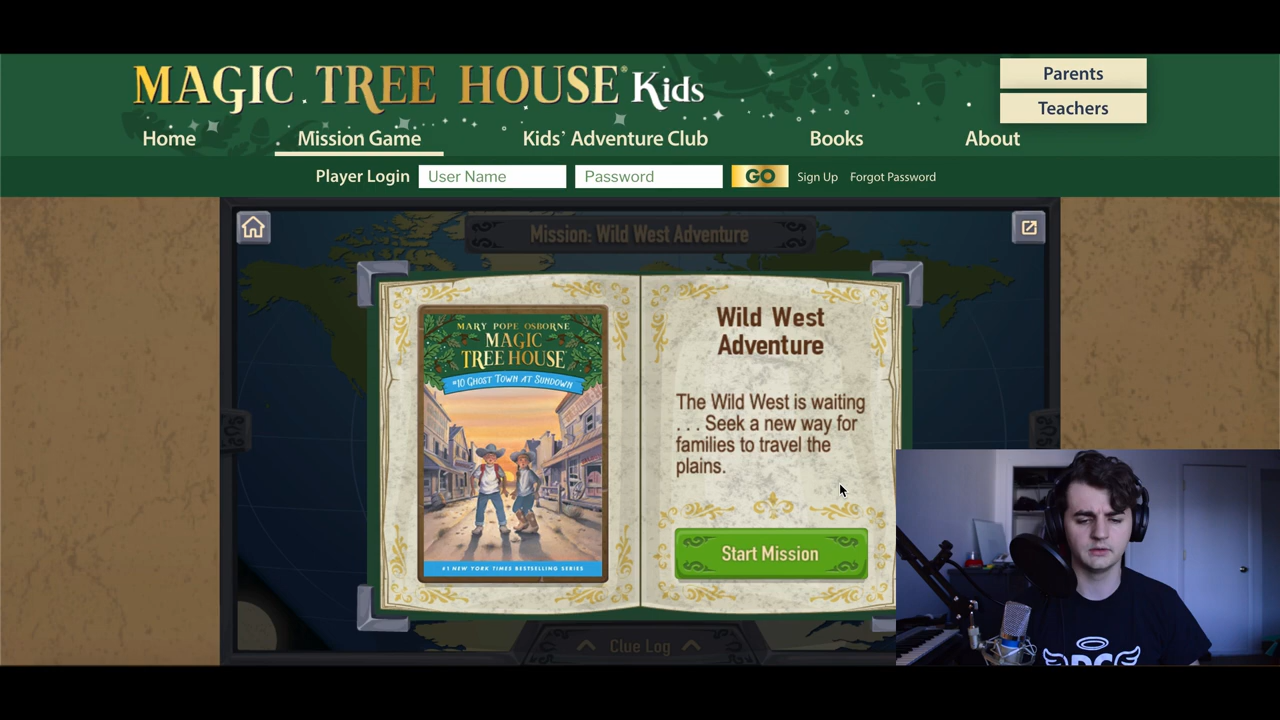 MAGIC TREE HOUSE® Kids
Parents
Teachers
Home
Mission Game
Kids' Adventure Club
Books
About
Player Login
User Name
Password
GO
Sign Up
Forgot Password
Mission: Wild West Adventure
MARY POPE OSBORNE
MAGIC
TREE HOUSE®
#10 GHOST TOWN AT SUNDOWN
#1 NEW YORK TIMES BESTSELLING SERIES
Wild West
Adventure
The Wild West is waiting
. . . Seek a new way for
families to travel the
plains.
Start Mission
Clue Log